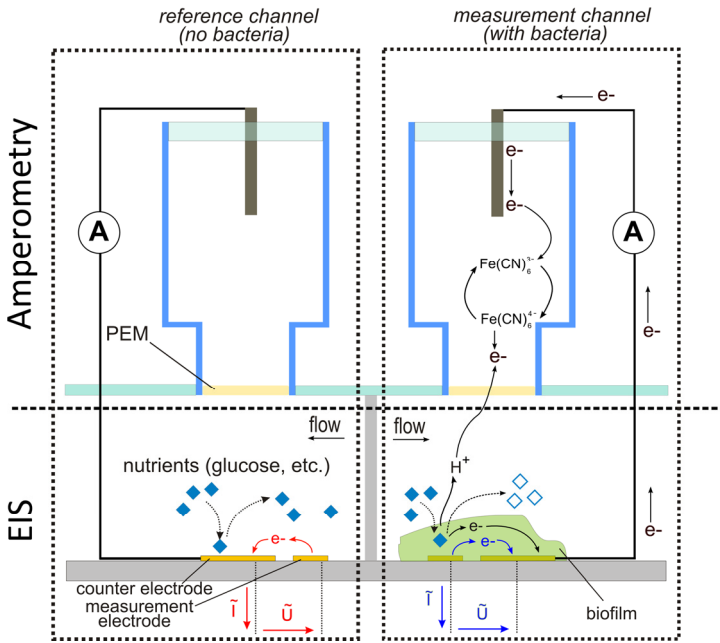 reference channel
(no bacteria)
measurement channel
(with bacteria)
Amperometry
e-
e-
e-
A
A
Fe(CN)₆³⁻
Fe(CN)₆⁴⁻
e-
e-
PEM
flow
flow
nutrients (glucose, etc.)
H⁺
EIS
e-
e-
e-
e-
counter electrode
measurement
electrode
Ĩ
Ũ
Ĩ
Ũ
biofilm